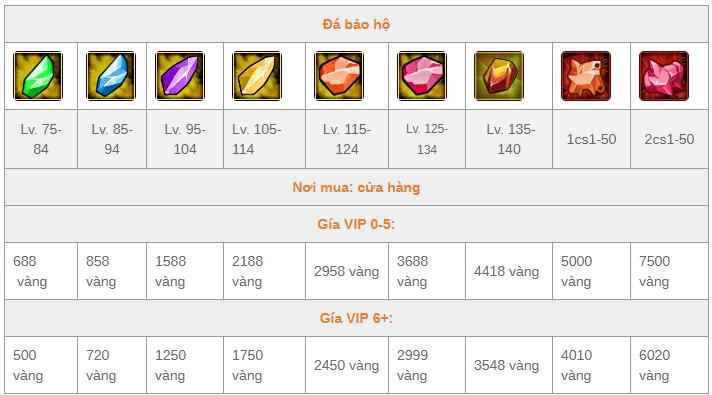 Đá bảo hộ
Lv. 75-84
Lv. 85-94
Lv. 95-104
Lv. 105-114
Lv. 115-124
Lv. 125-134
Lv. 135-140
1cs1-50
2cs1-50
Nơi mua: cửa hàng
Gía VIP 0-5:
688 vàng
858 vàng
1588 vàng
2188 vàng
2958 vàng
3688 vàng
4418 vàng
5000 vàng
7500 vàng
Gía VIP 6+:
500 vàng
720 vàng
1250 vàng
1750 vàng
2450 vàng
2999 vàng
3548 vàng
4010 vàng
6020 vàng